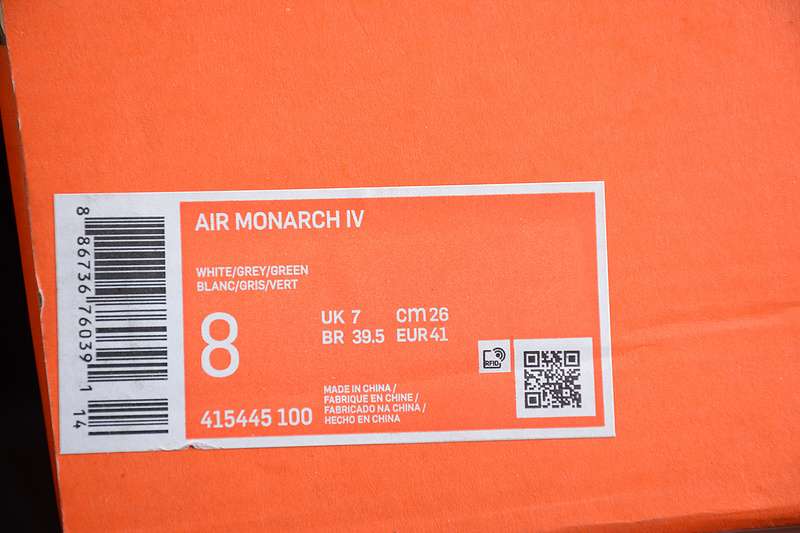 AIR MONARCH IV
WHITE/GREY/GREEN
BLANC/GRIS/VERT
8
UK 7 cm 26
BR 39.5 EUR 41
415445 100
MADE IN CHINA /
FABRIQUE EN CHINE /
FABRICADO NA CHINA /
HECHO EN CHINA
RFID
8 86736 76039 1 14